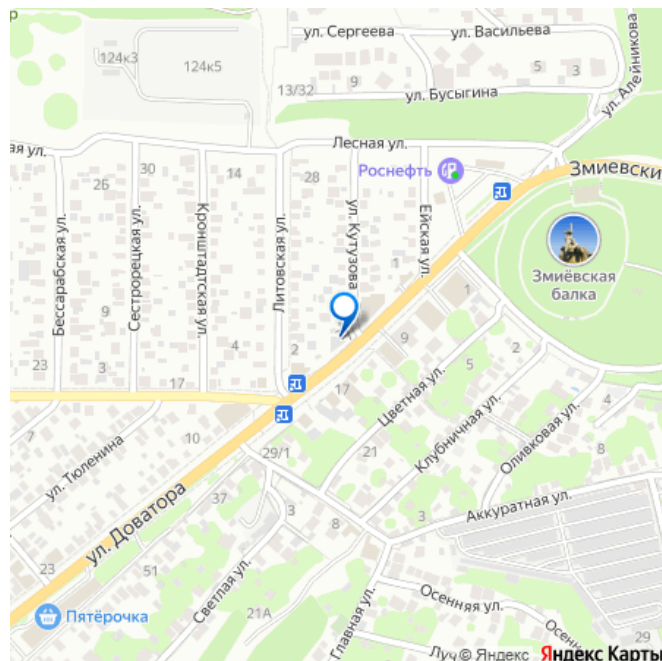 р
124к3
124к5
ул. Сергеева
ул. Васильева
9
5
3
13/32
ул. Бусыгина
ул. Алейникова
ая ул.
Лесная ул.
Змиевски
Роснефть
26
30
14
28
Бессарабская ул.
Сестрорецкая ул.
Кронштадтская ул.
Литовская ул.
ул. Кутузова
Ейская ул.
Змиёвская
балка
1
1
9
9
4
2
5
2
23
3
17
17
4
7
10
Цветная ул.
Клубничная ул.
Оливковая ул.
ул. Тюленина
29/1
21
8
37
3
8
3
Аккуратная ул.
ул. Доватора
23
51
Светлая ул.
21А
Главная ул.
Осенняя ул.
Осенн
29
Пятёрочка
Луч
© Яндекс
Яндекс Карты